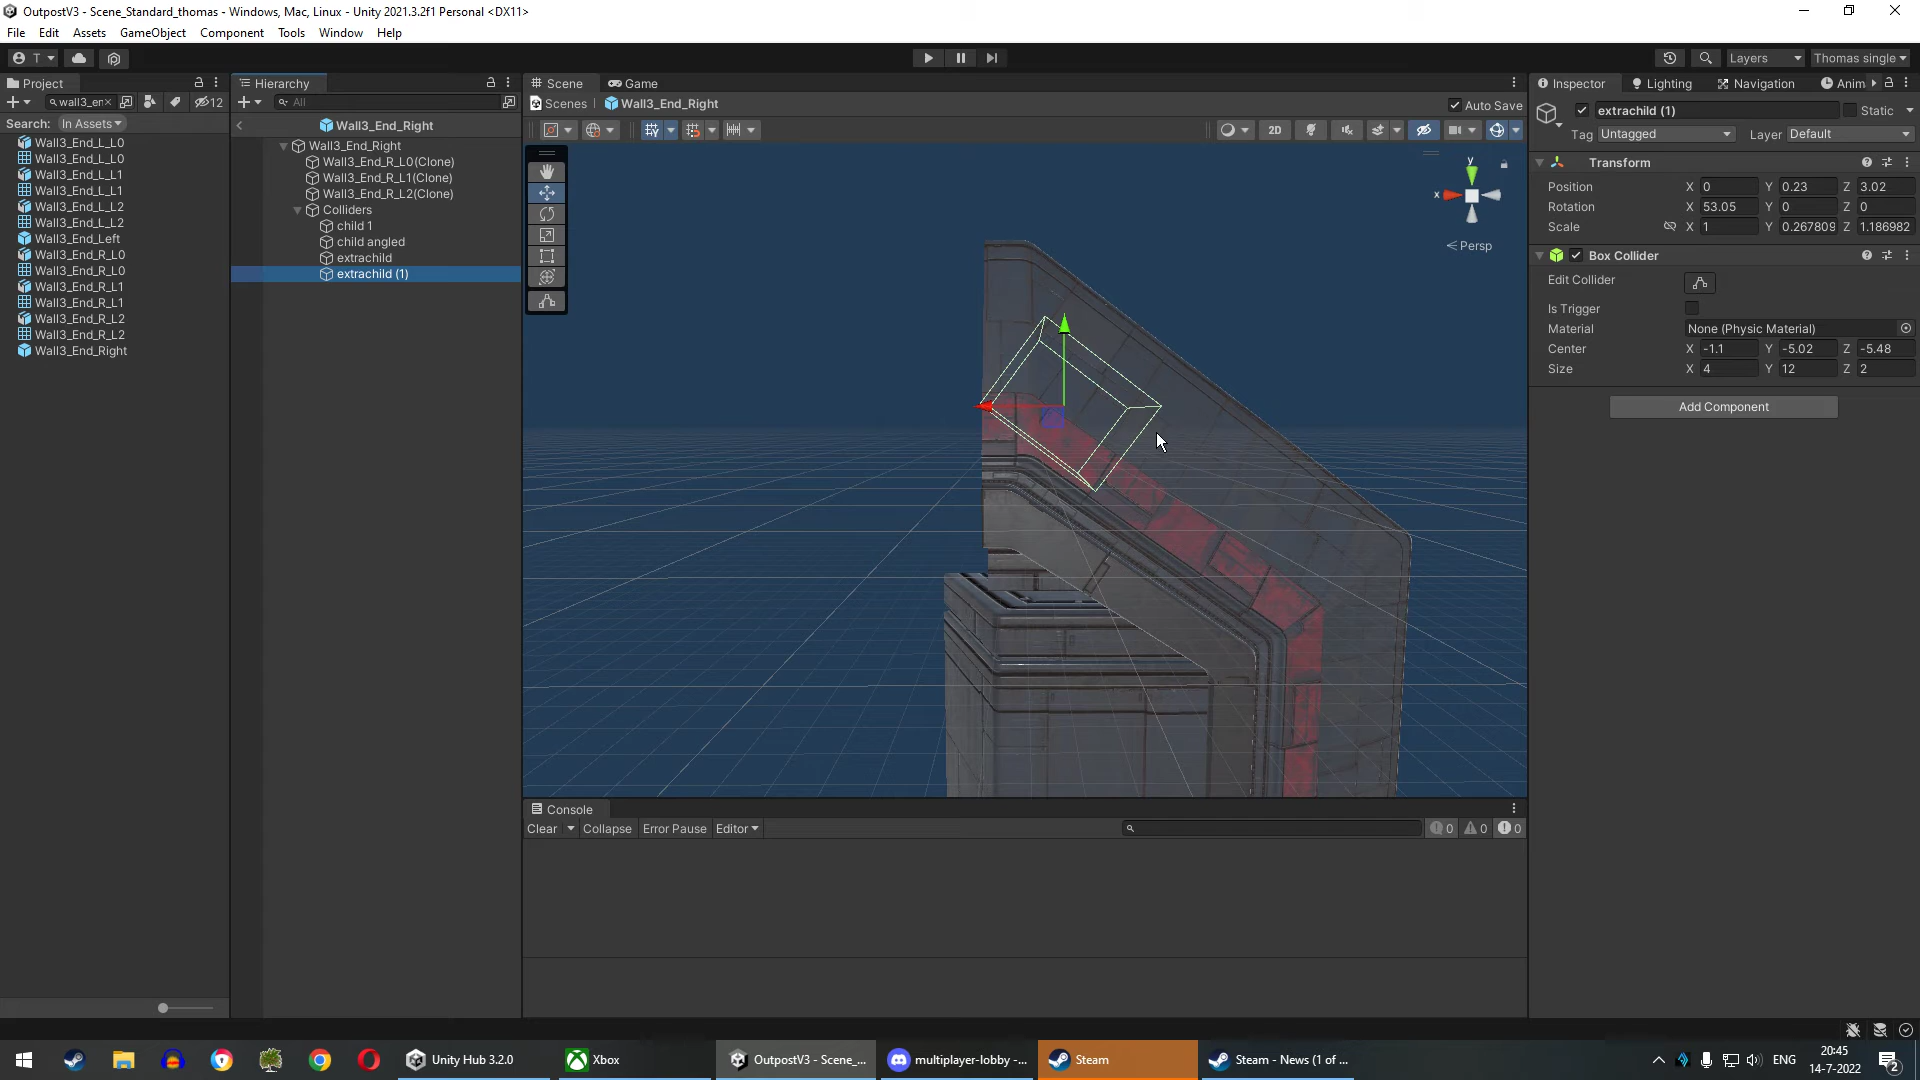 OutpostV3 - Scene_Standard_thomas - Windows, Mac, Linux - Unity 2021.3.2f1 Personal <DX11>
File Edit Assets GameObject Component Tools Window Help
T
Layers
Thomas single
Project
Hierarchy
Scene
Game
Inspector
Lighting
Navigation
Anim
wall3_en
12
All
Search: In Assets
Scenes
Wall3_End_Right
Auto Save
Wall3_End_Right
2D
Wall3_End_L_L0
Wall3_End_L_L0
Wall3_End_L_L1
Wall3_End_L_L1
Wall3_End_L_L2
Wall3_End_L_L2
Wall3_End_Left
Wall3_End_R_L0
Wall3_End_R_L0
Wall3_End_R_L1
Wall3_End_R_L1
Wall3_End_R_L2
Wall3_End_R_L2
Wall3_End_Right
Wall3_End_Right
Wall3_End_R_L0(Clone)
Wall3_End_R_L1(Clone)
Wall3_End_R_L2(Clone)
Colliders
child 1
child angled
extrachild
extrachild (1)
y
x
Persp
extrachild (1)
Static
Tag Untagged Layer Default
Transform
Position X 0 Y 0.23 Z 3.02
Rotation X 53.05 Y 0 Z 0
Scale X 1 Y 0.267809 Z 1.186982
Box Collider
Edit Collider
Is Trigger
Material None (Physic Material)
Center X -1.1 Y -5.02 Z -5.48
Size X 4 Y 12 Z 2
Add Component
Console
Clear Collapse Error Pause Editor
0 0 0
Unity Hub 3.2.0
Xbox
OutpostV3 - Scene_...
multiplayer-lobby -...
Steam
Steam - News (1 of ...
ENG
20:45
14-7-2022
2